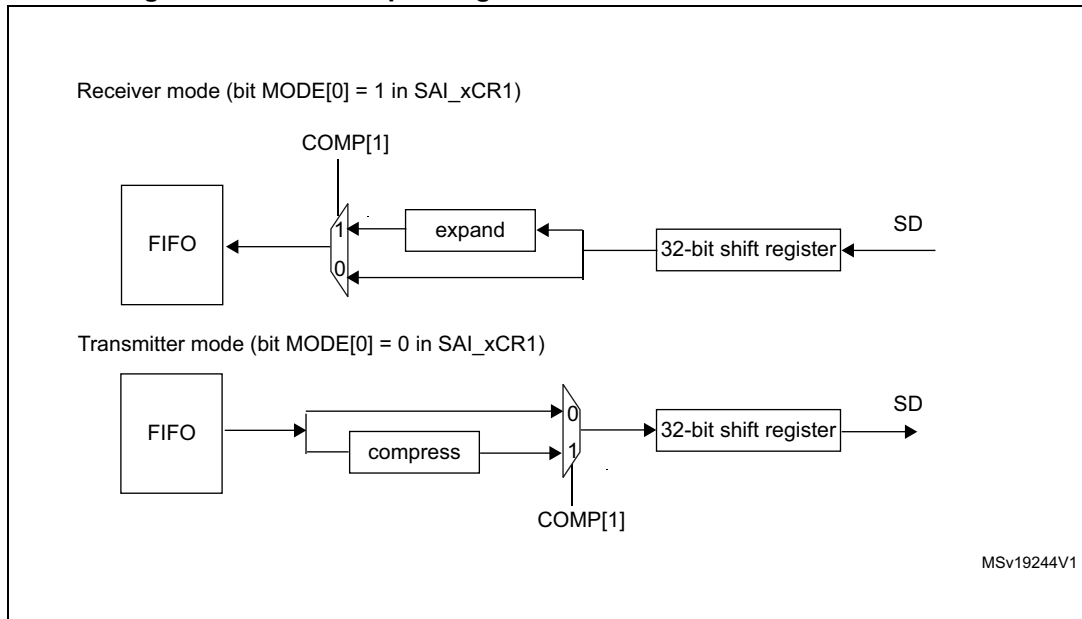 Receiver mode (bit MODE[0] = 1 in SAI_xCR1)
COMP[1]
FIFO
1
0
expand
32-bit shift register
SD
Transmitter mode (bit MODE[0] = 0 in SAI_xCR1)
FIFO
compress
0
1
32-bit shift register
SD
COMP[1]
MSv19244V1